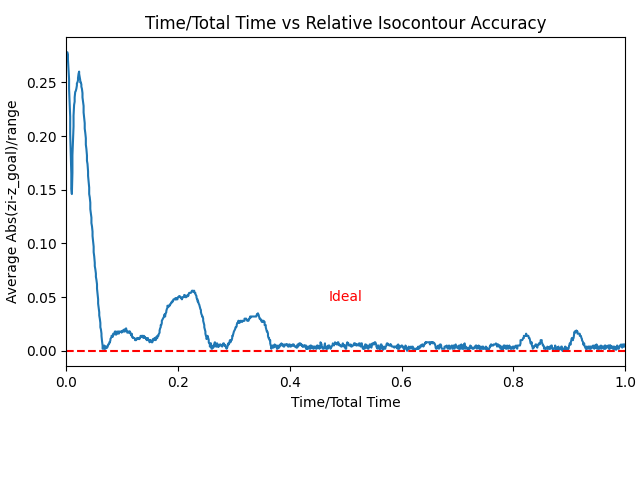 Time/Total Time vs Relative Isocontour Accuracy
Average Abs(zi-z_goal)/range
0.25
0.20
0.15
0.10
0.05
0.00
Ideal
0.0 0.2 0.4 0.6 0.8 1.0
Time/Total Time